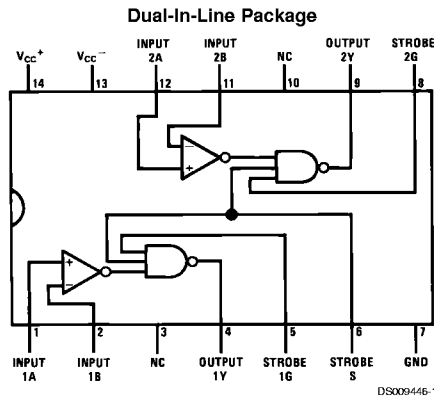 Dual-In-Line Package
INPUT INPUT OUTPUT STROBE
VCC+ VCC− 2A 2B NC 2Y 2G
14 13 12 11 10 9 8
−
+
+
−
1 2 3 4 5 6 7
INPUT INPUT NC OUTPUT STROBE STROBE GND
1A 1B 1Y 1G S
DS009446-1